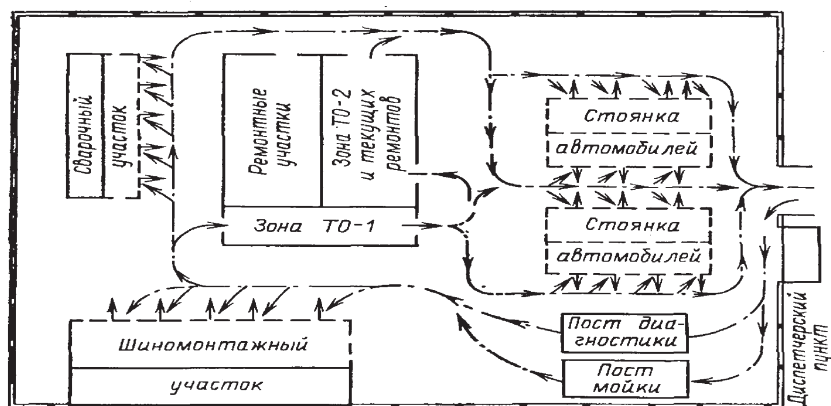 Сварочный
участок
Ремонтные
участки
Зона ТО-2
и текущих
ремонтов
Зона ТО-1
Стоянка
автомобилей
Стоянка
автомобилей
Шиномонтажный
участок
Пост диа-
гностики
Пост
мойки
Диспетчерский
пункт